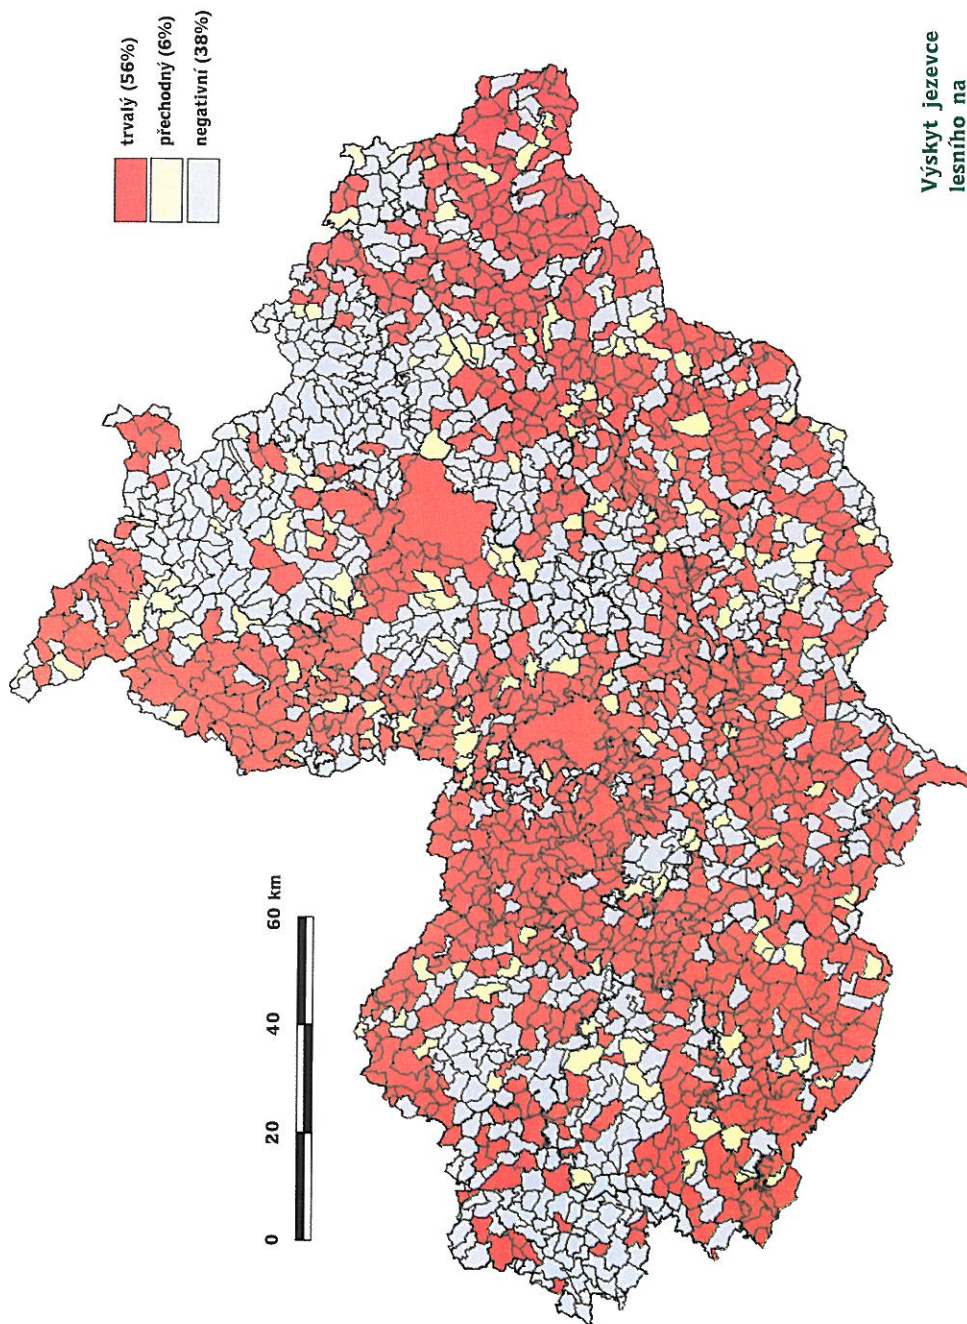 trvalý (56%)
přechodný (6%)
negativní (38%)
0 20 40 60 km
Výskyt jezevce
lesního na